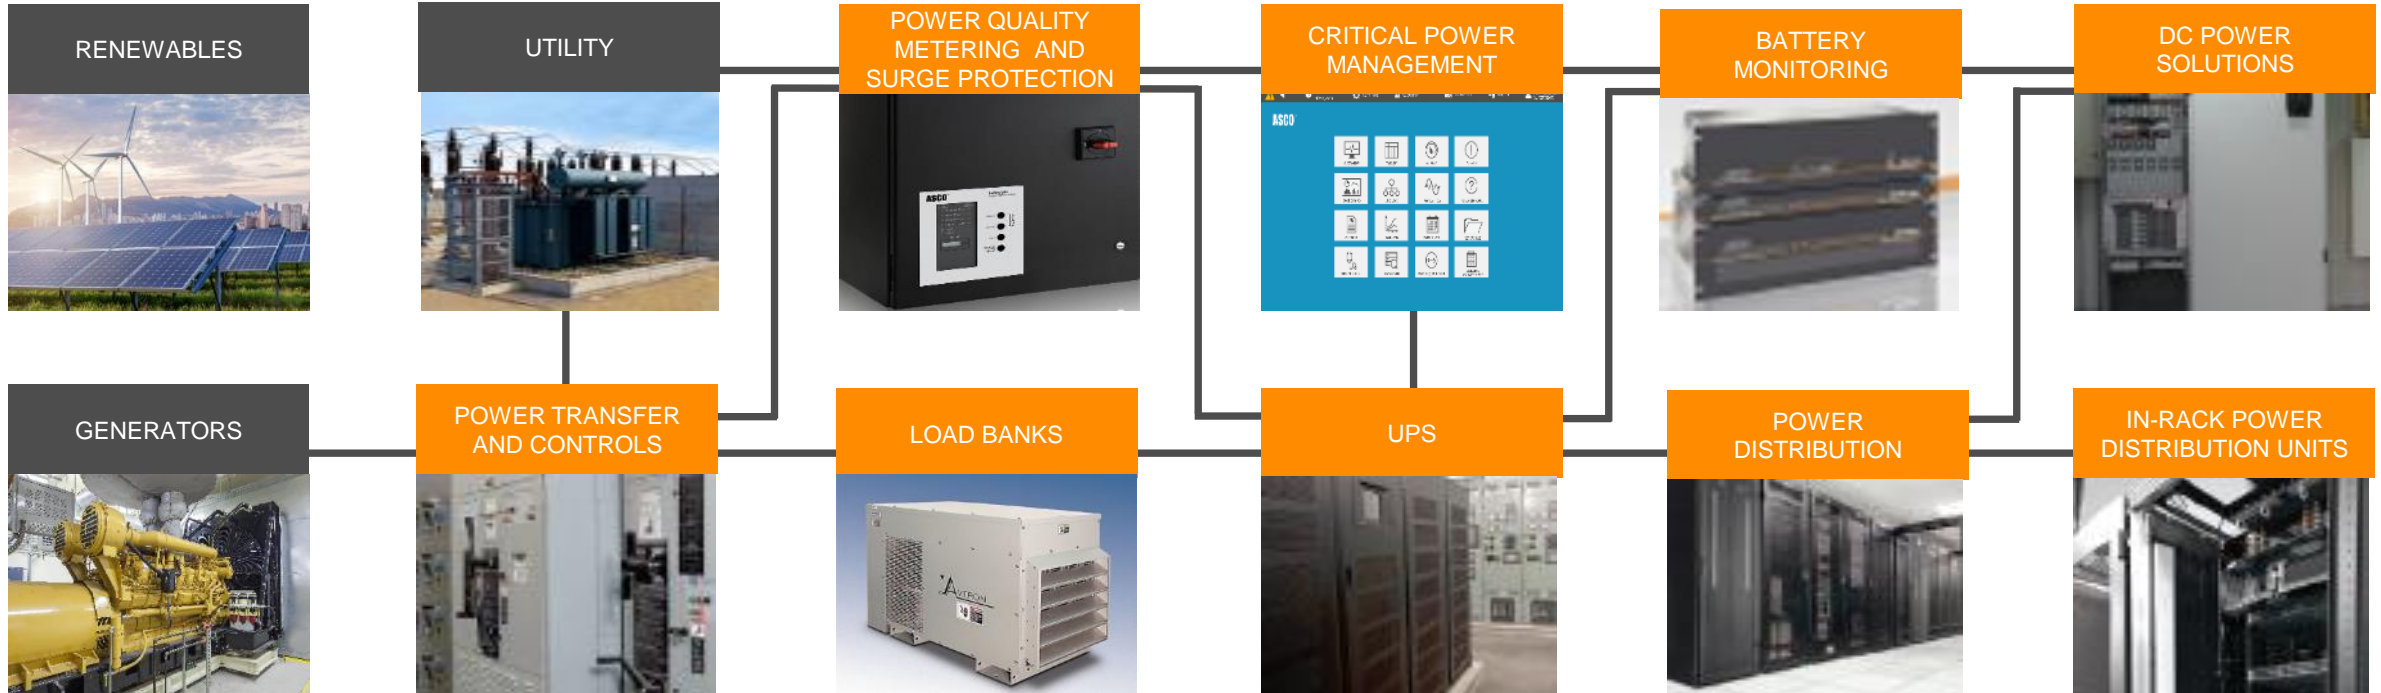 RENEWABLES
UTILITY
POWER QUALITY
METERING AND
SURGE PROTECTION
CRITICAL POWER
MANAGEMENT
BATTERY
MONITORING
DC POWER
SOLUTIONS
ASCO
ASCO
GENERATORS
POWER TRANSFER
AND CONTROLS
LOAD BANKS
UPS
POWER
DISTRIBUTION
IN-RACK POWER
DISTRIBUTION UNITS
AVTRON